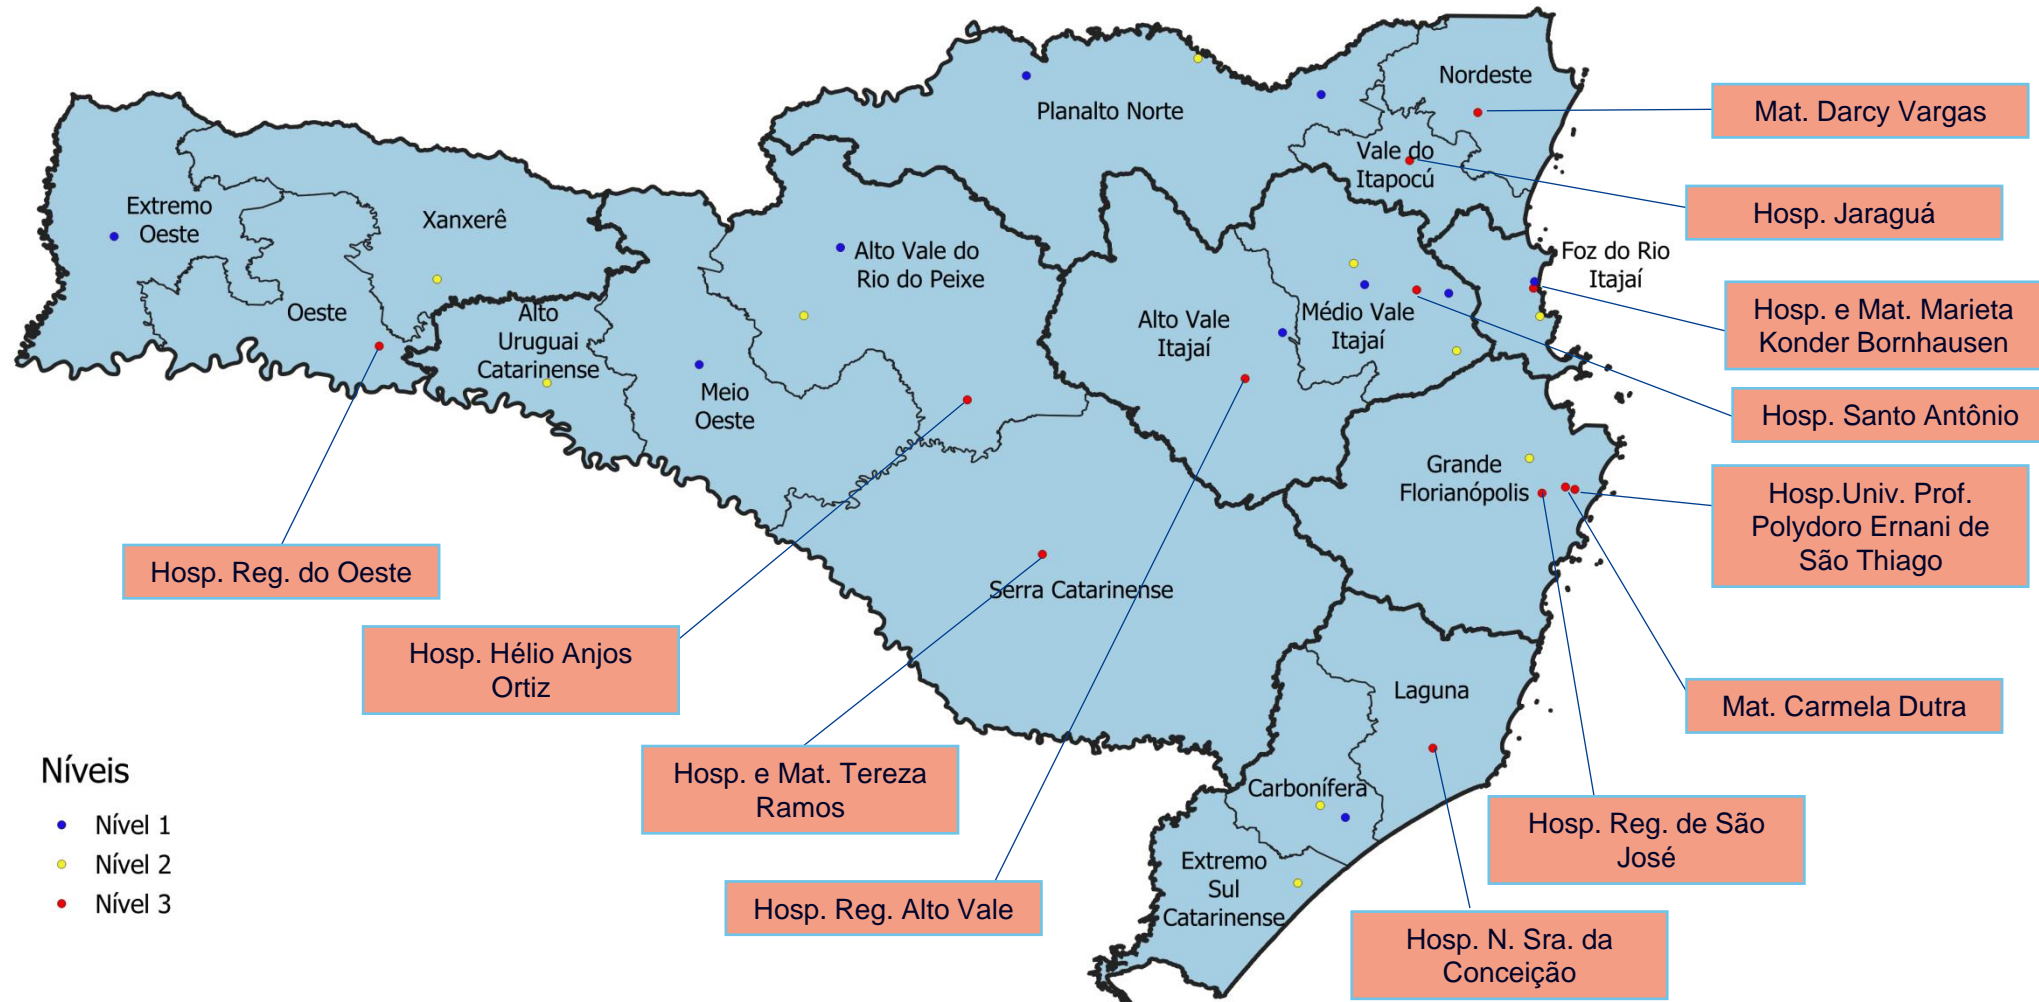 Nordeste
Planalto Norte
Mat. Darcy Vargas
Vale do
Itapocú
Extremo
Oeste
Xanxerê
Hosp. Jaraguá
Alto Vale do
Rio do Peixe
Foz do Rio
Itajaí
Oeste
Alto
Uruguai
Catarinense
Alto Vale
Itajaí
Médio Vale
Itajaí
Hosp. e Mat. Marieta
Konder Bornhausen
Meio
Oeste
Hosp. Santo Antônio
Grande
Florianópolis
Hosp.Univ. Prof.
Polydoro Ernani de
São Thiago
Hosp. Reg. do Oeste
Serra Catarinense
Hosp. Hélio Anjos
Ortiz
Laguna
Mat. Carmela Dutra
Hosp. e Mat. Tereza
Ramos
Carbonífera
Hosp. Reg. de São
José
Níveis
Nível 1
Nível 2
Nível 3
Extremo
Sul
Catarinense
Hosp. Reg. Alto Vale
Hosp. N. Sra. da
Conceição